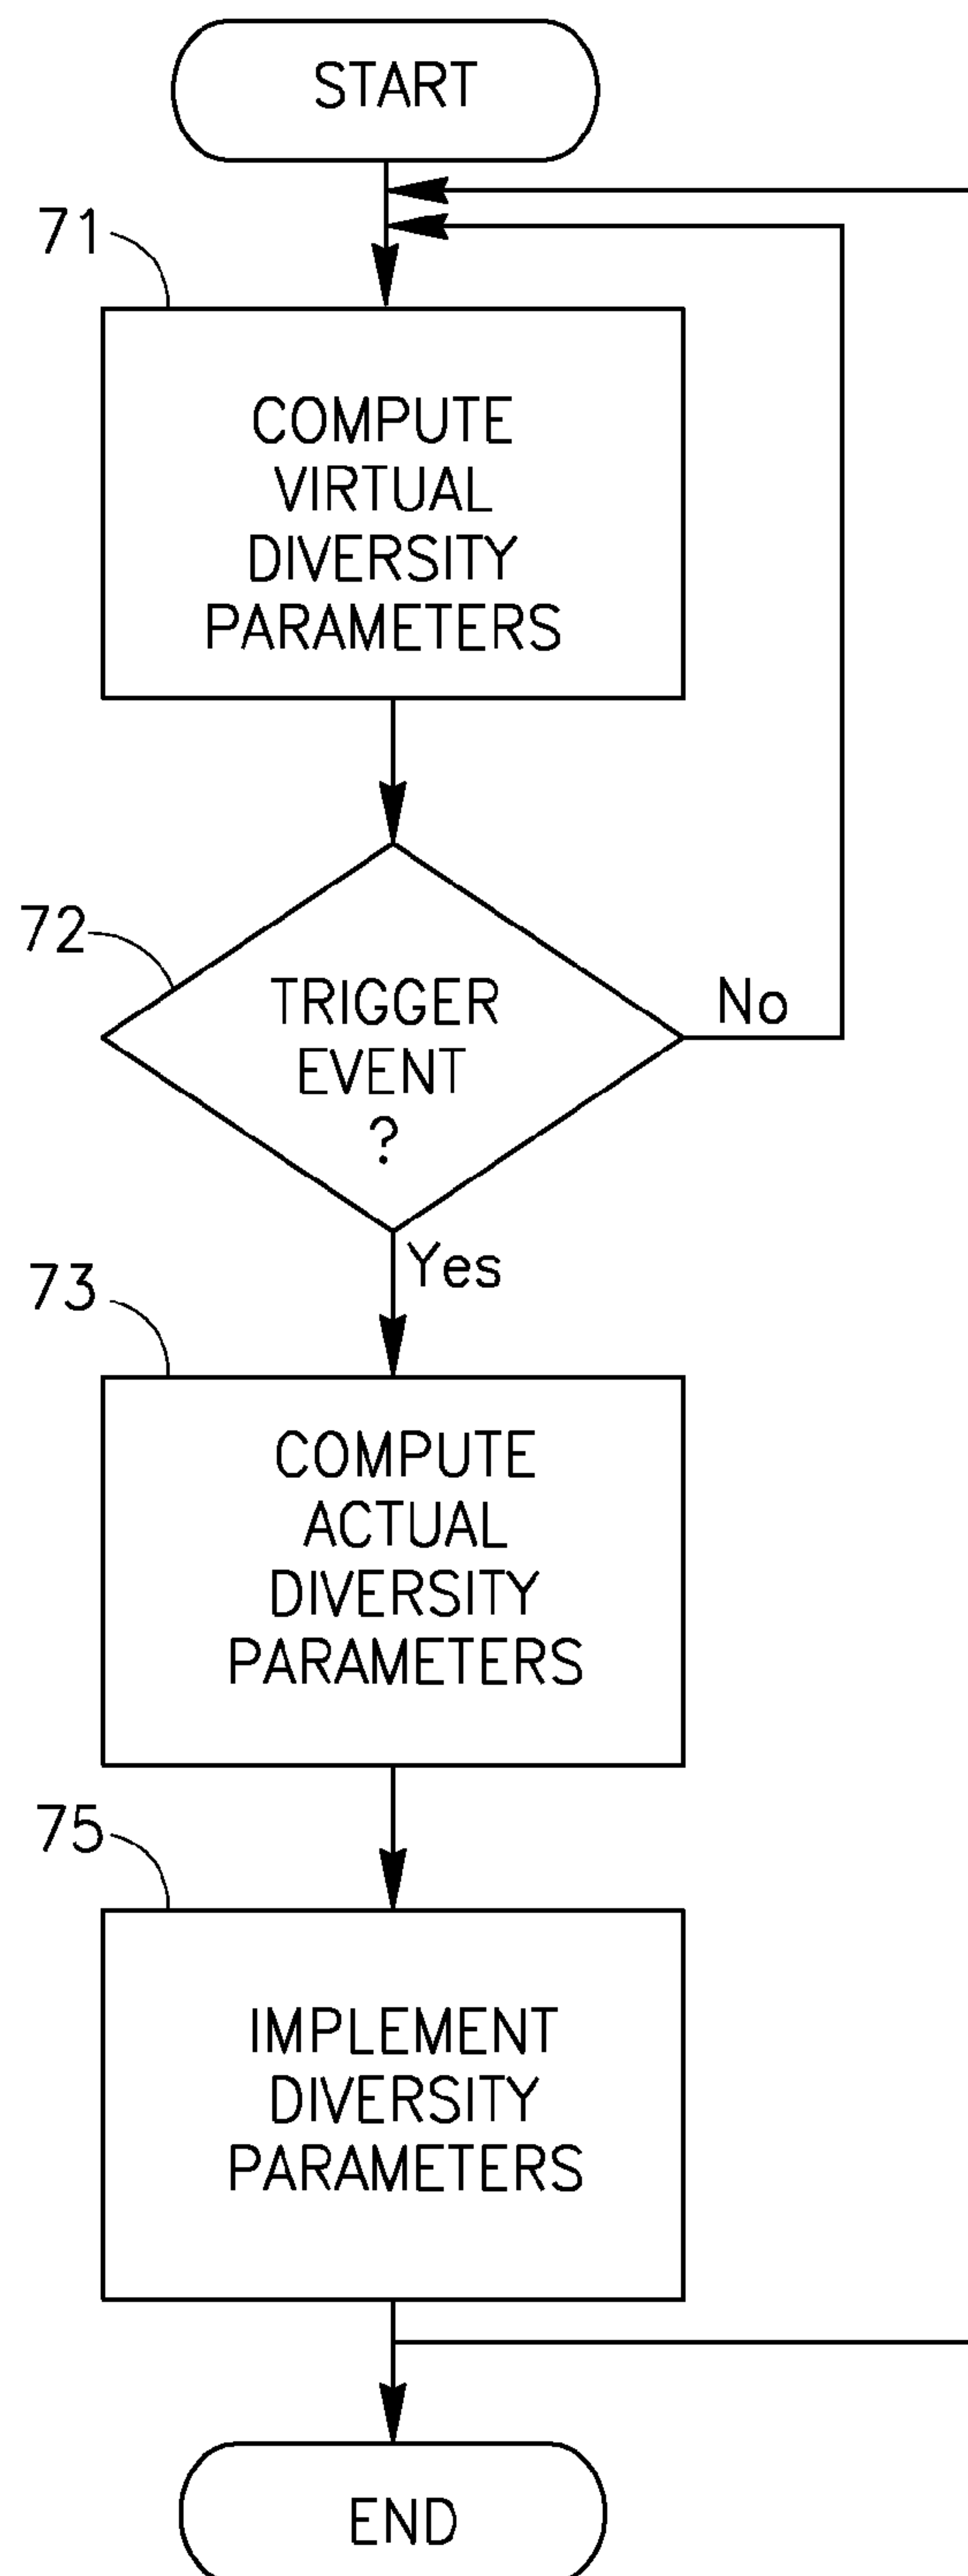 START
71
COMPUTE
VIRTUAL
DIVERSITY
PARAMETERS
72
TRIGGER
EVENT
?
No
Yes
73
COMPUTE
ACTUAL
DIVERSITY
PARAMETERS
75
IMPLEMENT
DIVERSITY
PARAMETERS
END